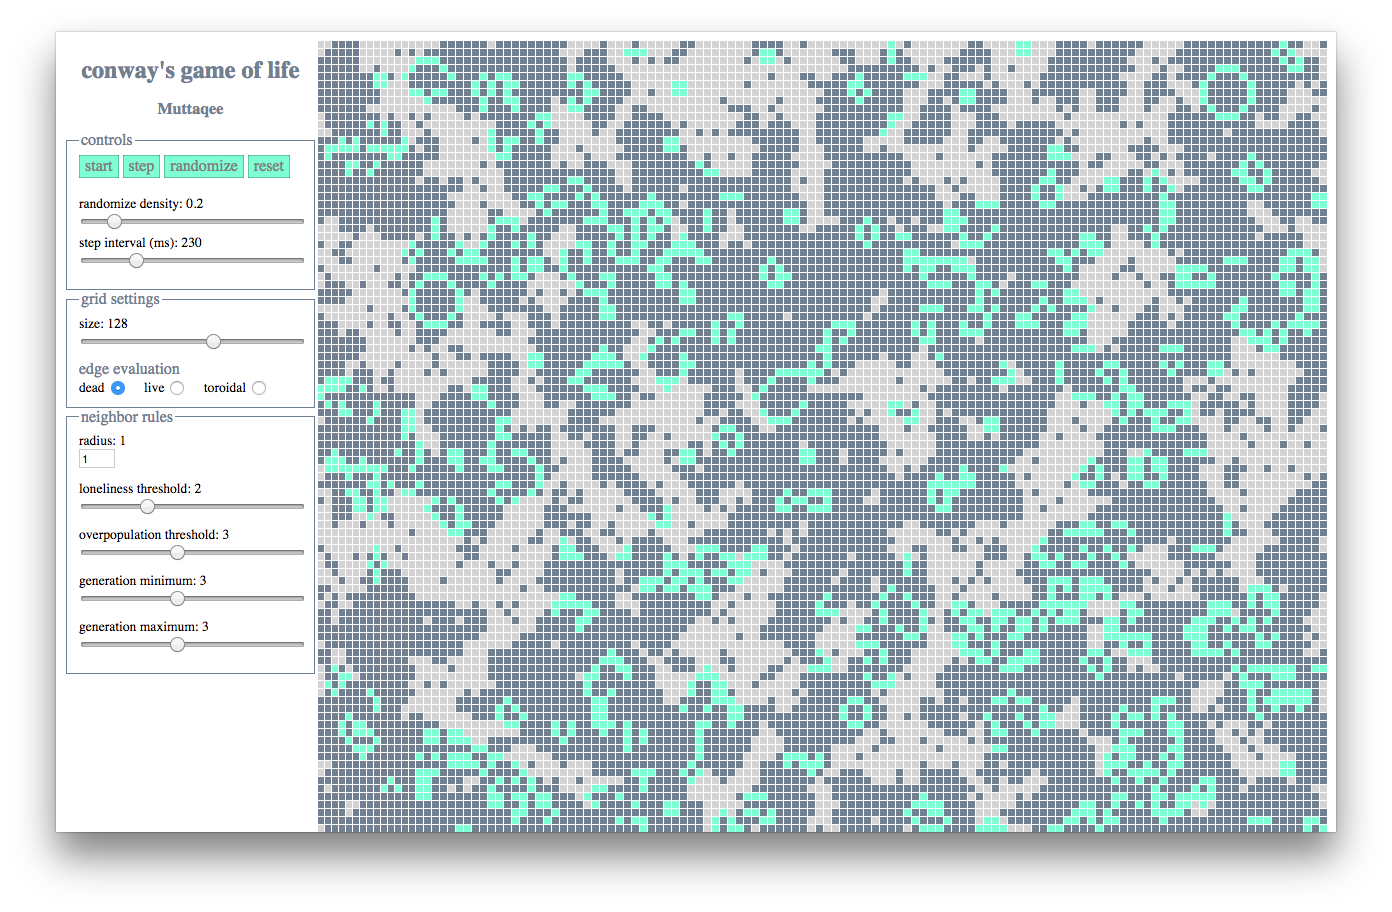 conway's game of life
Muttaqee
controls
start step randomize reset
randomize density: 0.2
step interval (ms): 230
grid settings
size: 128
edge evaluation
dead live toroidal
neighbor rules
radius: 1
1
loneliness threshold: 2
overpopulation threshold: 3
generation minimum: 3
generation maximum: 3